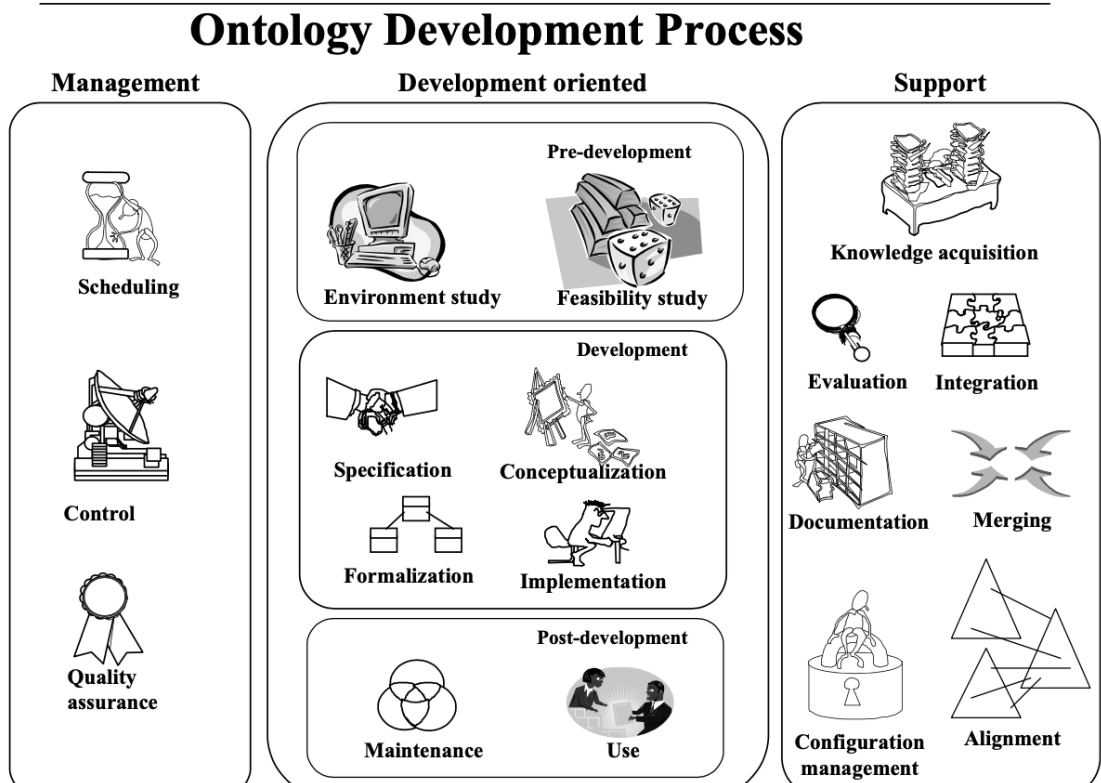 Ontology Development Process
Management
Scheduling
Control
Quality
assurance
Development oriented
Pre-development
Environment study
Feasibility study
Development
Specification
Conceptualization
Formalization
Implementation
Post-development
Maintenance
Use
Support
Knowledge acquisition
Evaluation
Integration
Documentation
Merging
Configuration
management
Alignment